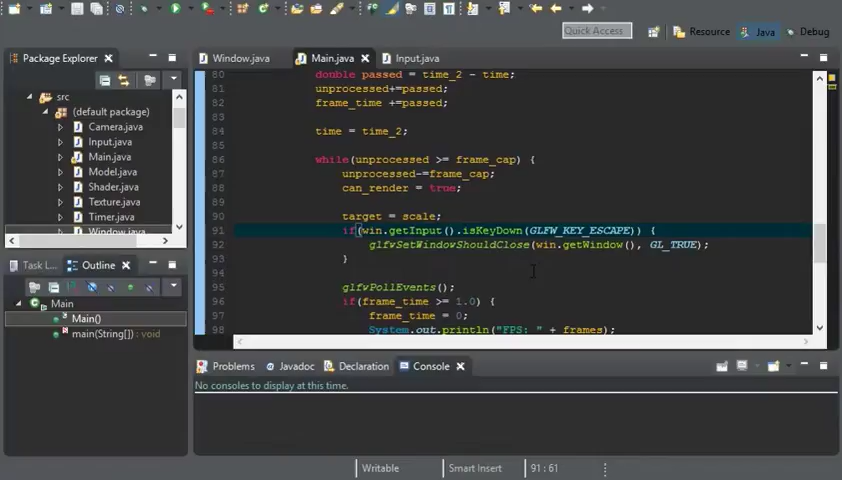 Quick Access
Resource
Java
Debug
Package Explorer
src
(default package)
Camera.java
Input.java
Main.java
Model.java
Shader.java
Texture.java
Timer.java
Window.java
Task L
Outline
Main
Main()
main(String[]) : void
Window.java
Main.java
Input.java
80 double passed = time_2 - time;
81 unprocessed+=passed;
82 frame_time +=passed;
83
84 time = time_2;
85
86 while(unprocessed >= frame_cap) {
87 unprocessed-=frame_cap;
88 can_render = true;
89
90 target = scale;
91 if(win.getInput().isKeyDown(GLFW_KEY_ESCAPE)) {
92 glfwSetWindowShouldClose(win.getWindow(), GL_TRUE);
93 }
94
95 glfwPollEvents();
96 if(frame_time >= 1.0) {
97 frame_time = 0;
98 System.out.println("FPS: " + frames);
Problems
Javadoc
Declaration
Console
No consoles to display at this time.
Writable
Smart Insert
91 : 61